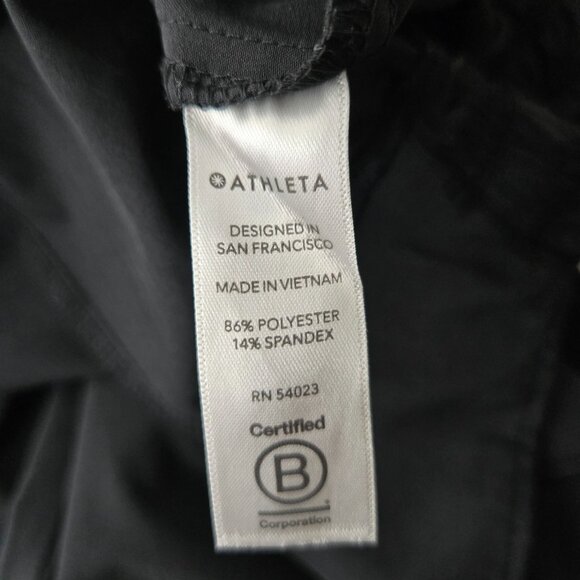 ATHLETA
DESIGNED IN
SAN FRANCISCO
MADE IN VIETNAM
86% POLYESTER
14% SPANDEX
RN 54023
Certified
B
Corporation